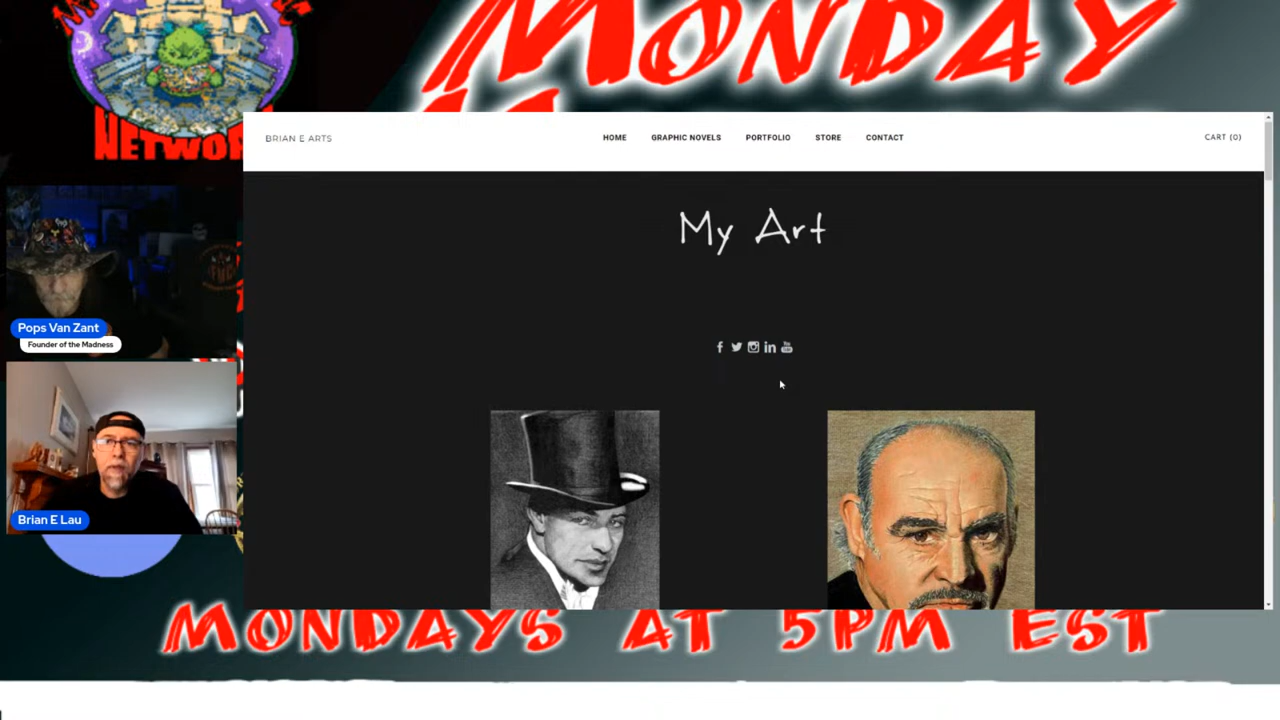 MONDAY
NETWOR
BRIAN E ARTS
HOME
GRAPHIC NOVELS
PORTFOLIO
STORE
CONTACT
CART (0)
My Art
Pops Van Zant
Founder of the Madness
Brian E Lau
MONDAYS AT 5PM EST